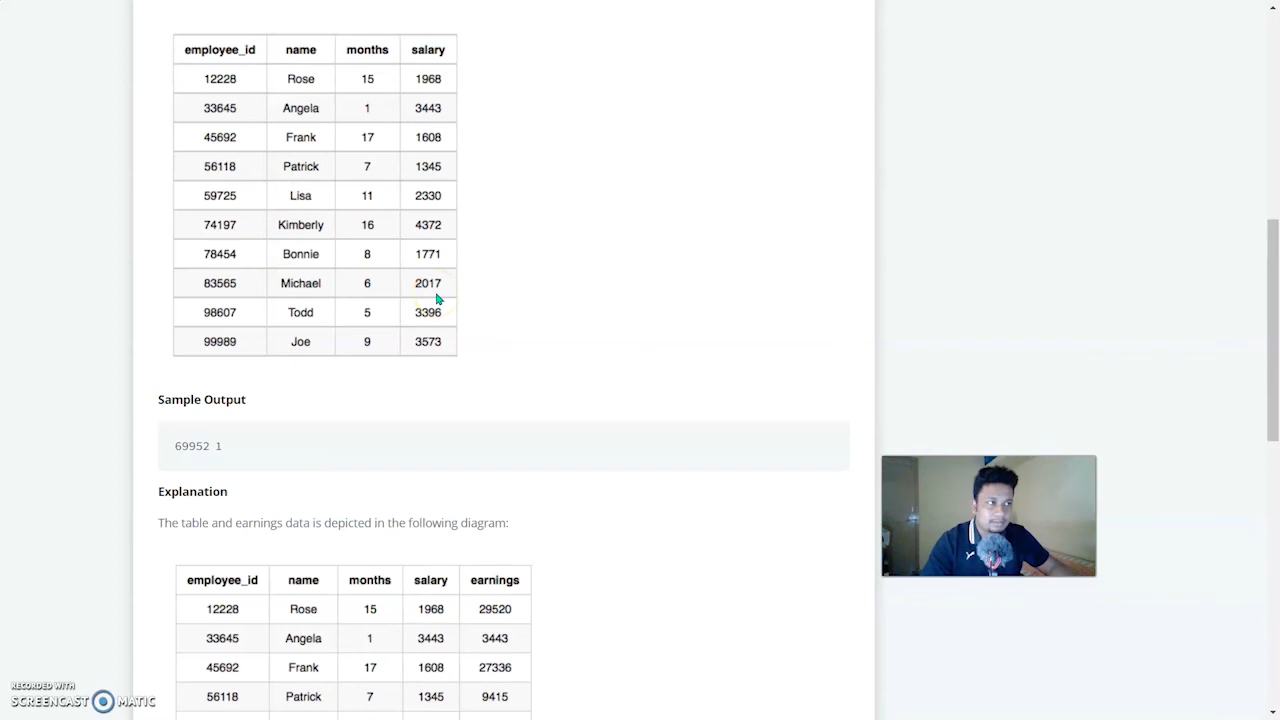 employee_id name months salary
12228 Rose 15 1968
33645 Angela 1 3443
45692 Frank 17 1608
56118 Patrick 7 1345
59725 Lisa 11 2330
74197 Kimberly 16 4372
78454 Bonnie 8 1771
83565 Michael 6 2017
98607 Todd 5 3396
99989 Joe 9 3573
Sample Output
69952 1
Explanation
The table and earnings data is depicted in the following diagram:
employee_id name months salary earnings
12228 Rose 15 1968 29520
33645 Angela 1 3443 3443
45692 Frank 17 1608 27336
56118 Patrick 7 1345 9415
RECORDED WITH
SCREENCAST MATIC